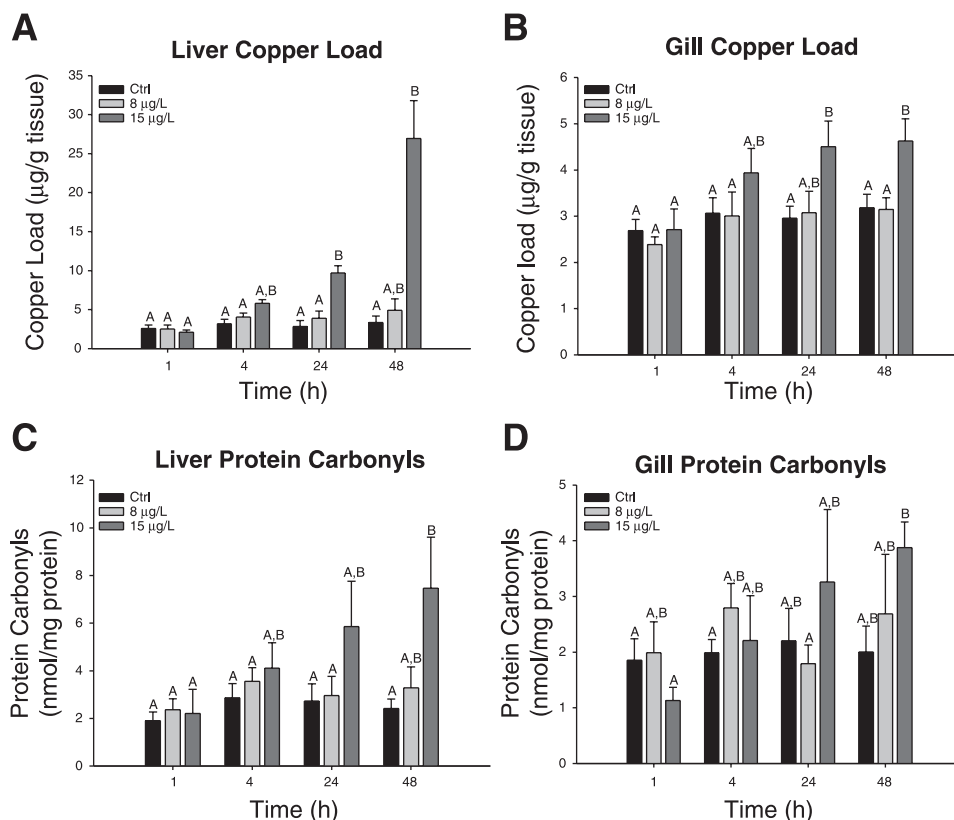 A
Liver Copper Load
Copper Load (µg/g tissue)
35
30
25
20
15
10
5
0
Ctrl
8 µg/L
15 µg/L
A A A
A A A,B
A A B
A A,B B
1 4 24 48
Time (h)
B
Gill Copper Load
Copper load (µg/g tissue)
6
5
4
3
2
1
0
Ctrl
8 µg/L
15 µg/L
A A A
A A A,B
A A,B B
A A B
1 4 24 48
Time (h)
C
Liver Protein Carbonyls
Protein Carbonyls
(nmol/mg protein)
12
10
8
6
4
2
0
Ctrl
8 µg/L
15 µg/L
A A A
A A A,B
A A A,B
A A,B B
1 4 24 48
Time (h)
D
Gill Protein Carbonyls
Protein Carbonyls
(nmol/mg protein)
5
4
3
2
1
0
Ctrl
8 µg/L
15 µg/L
A A,B A
A A,B A,B
A,B A A,B
A,B A,B B
1 4 24 48
Time (h)